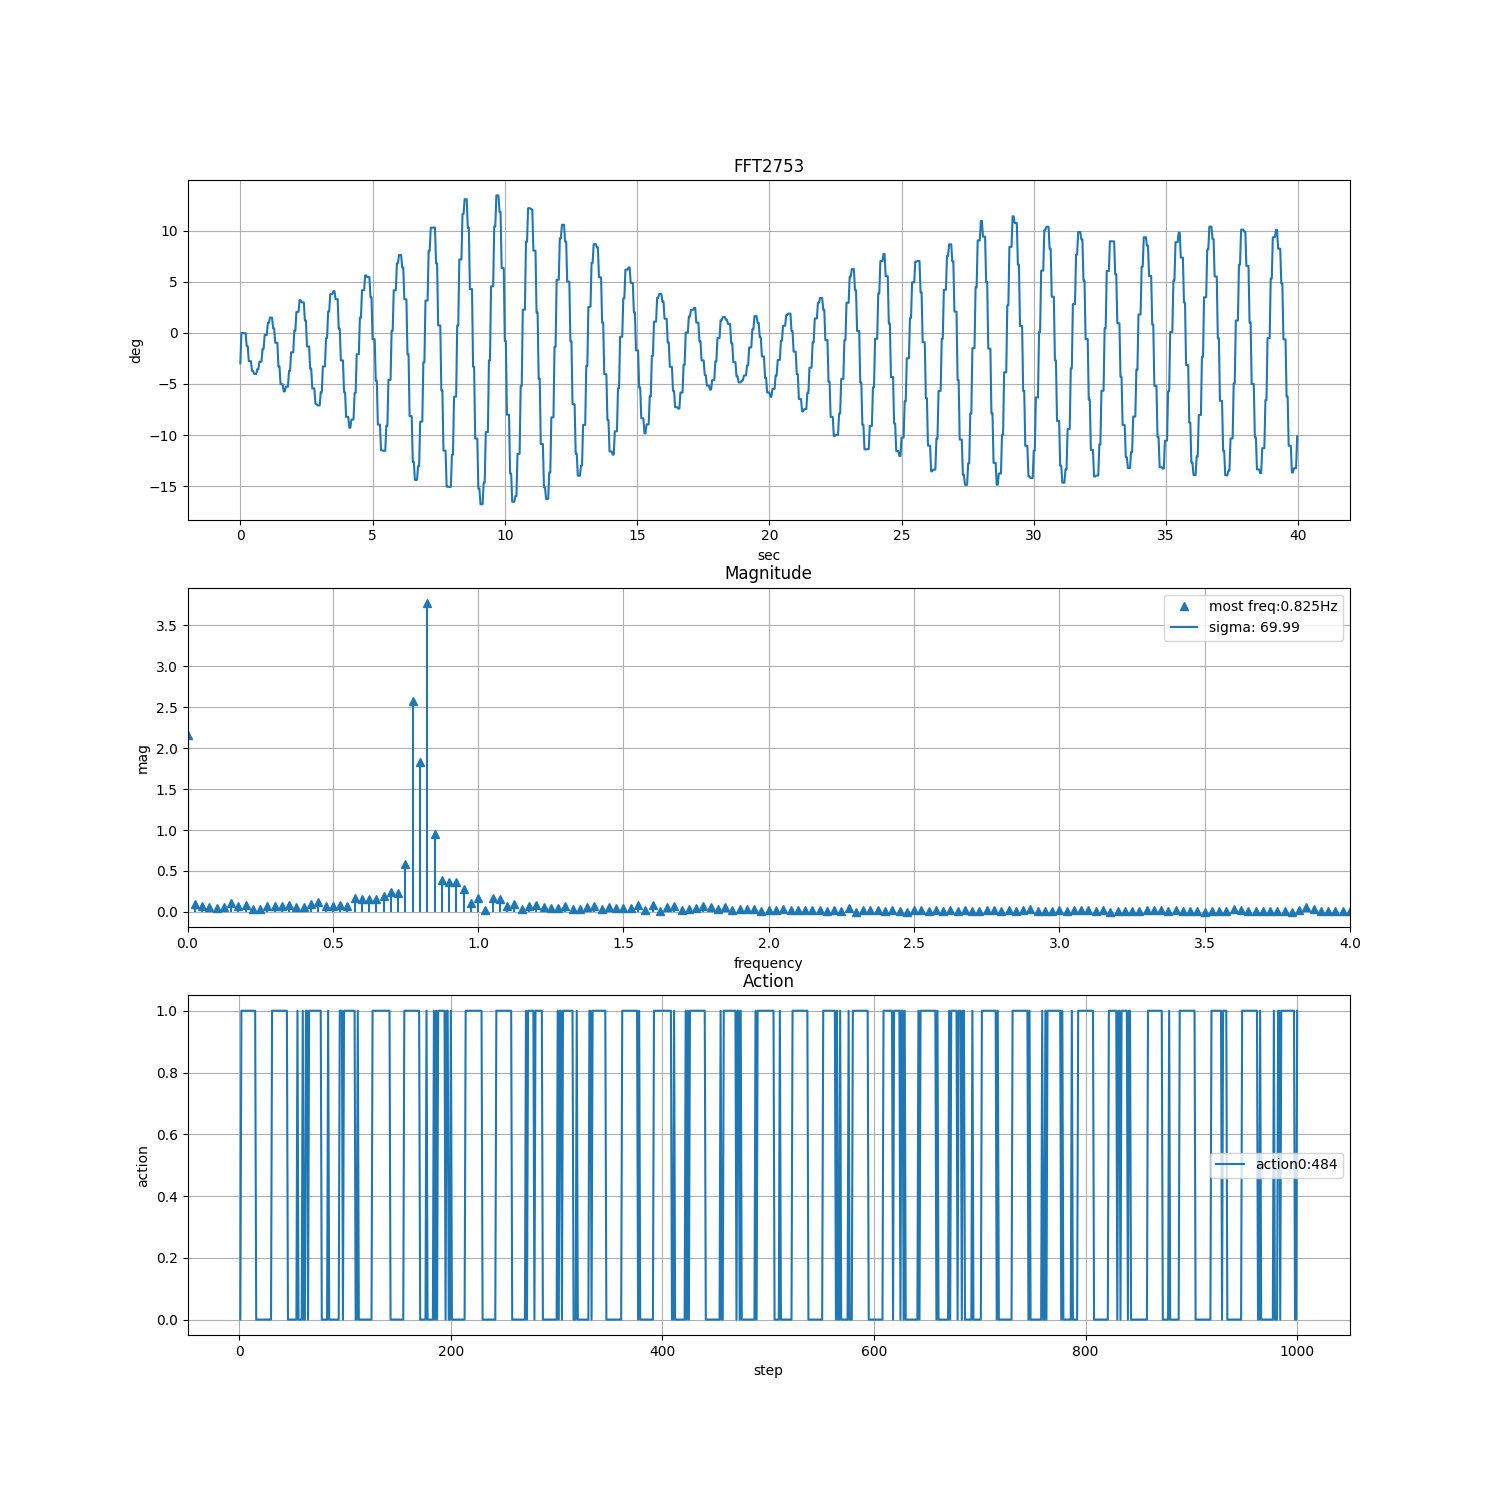 FFT2753
10
5
0
−5
−10
−15
deg
0 5 10 15 20 25 30 35 40
sec
Magnitude
most freq:0.825Hz
sigma: 69.99
3.5
3.0
2.5
2.0
1.5
1.0
0.5
0.0
mag
0.0 0.5 1.0 1.5 2.0 2.5 3.0 3.5 4.0
frequency
Action
1.0
0.8
0.6
0.4
0.2
0.0
action
action0:484
0 200 400 600 800 1000
step